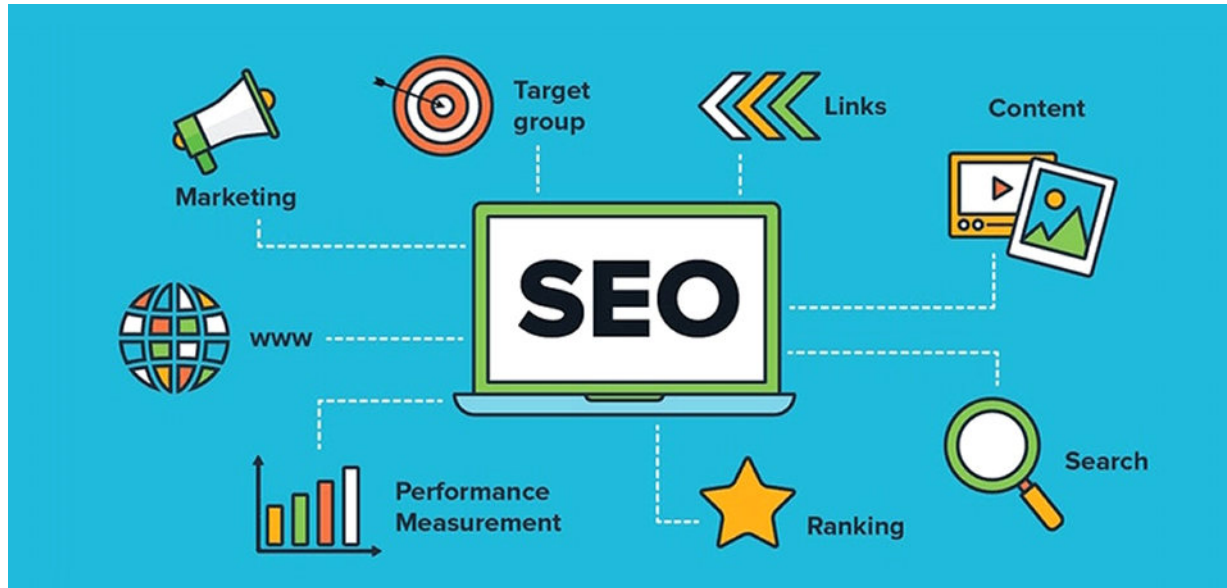 Target
group
Links
Content
Marketing
SEO
www
Search
Performance
Measurement
Ranking